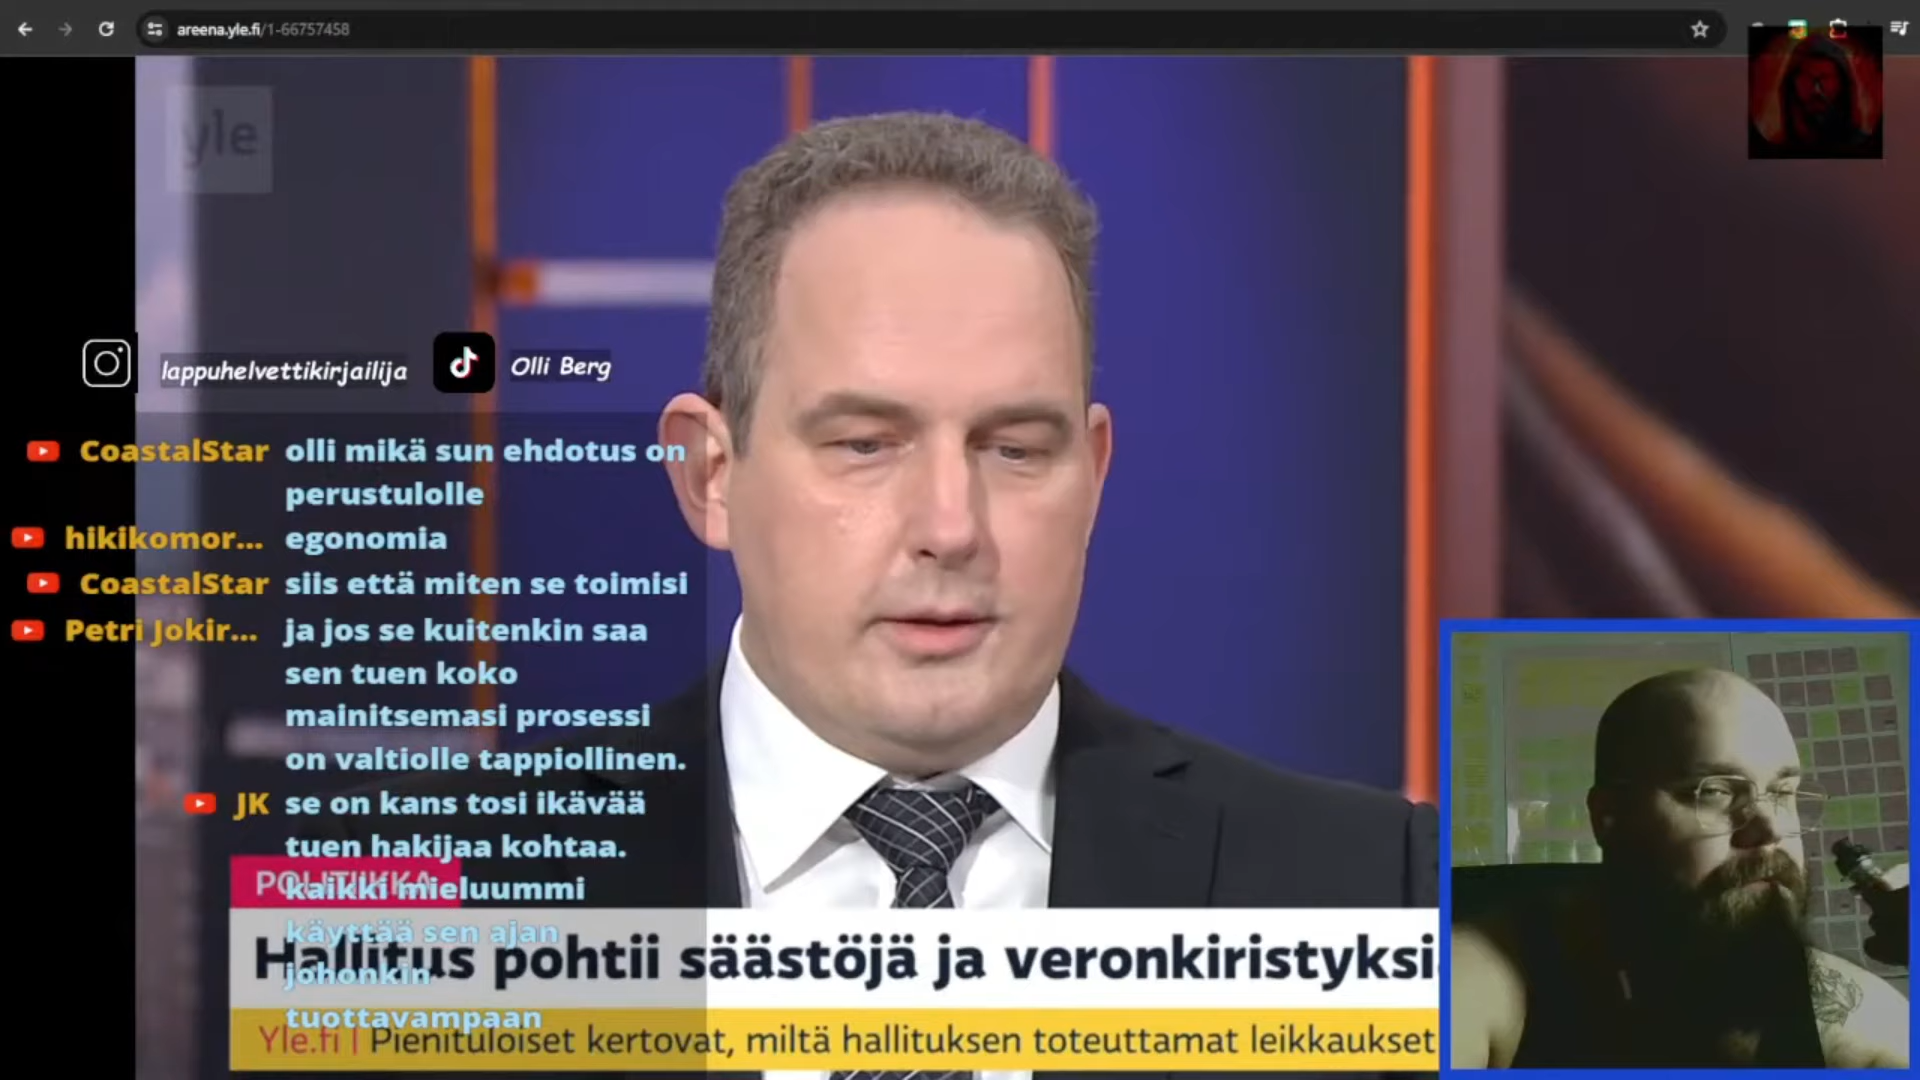 areena.yle.fi/1-66757458
yle
lappuhelvettikirjailija
Olli Berg
CoastalStar olli mikä sun ehdotus on
perustulolle
hikikomor... egonomia
CoastalStar siis että miten se toimisi
Petri Jokir... ja jos se kuitenkin saa
sen tuen koko
mainitsemasi prosessi
on valtiolle tappiollinen.
JK se on kans tosi ikävää
tuen hakijaa kohtaa.
kaikki mieluummi
käyttää sen ajan
johonkin
tuottavampaan
POLITIIKKA
Hallitus pohtii säästöjä ja veronkiristyksi
Yle.fi | Pienituloiset kertovat, miltä hallituksen toteuttamat leikkaukset